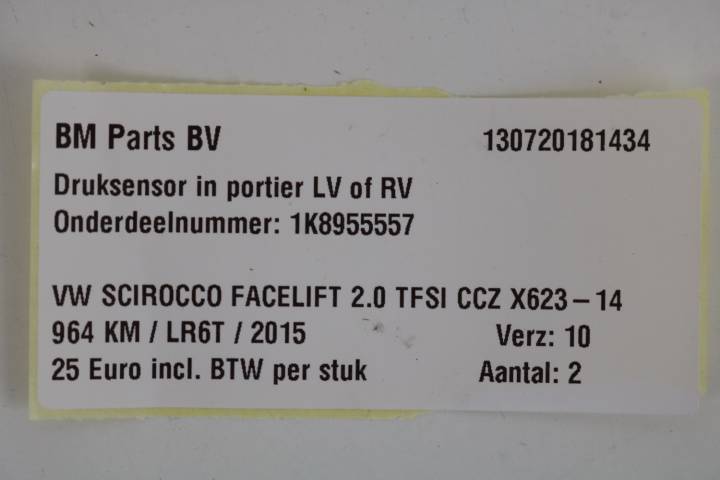 BM Parts BV 130720181434
Druksensor in portier LV of RV
Onderdeelnummer: 1K8955557
VW SCIROCCO FACELIFT 2.0 TFSI CCZ X623-14
964 KM / LR6T / 2015 Verz: 10
25 Euro incl. BTW per stuk Aantal: 2